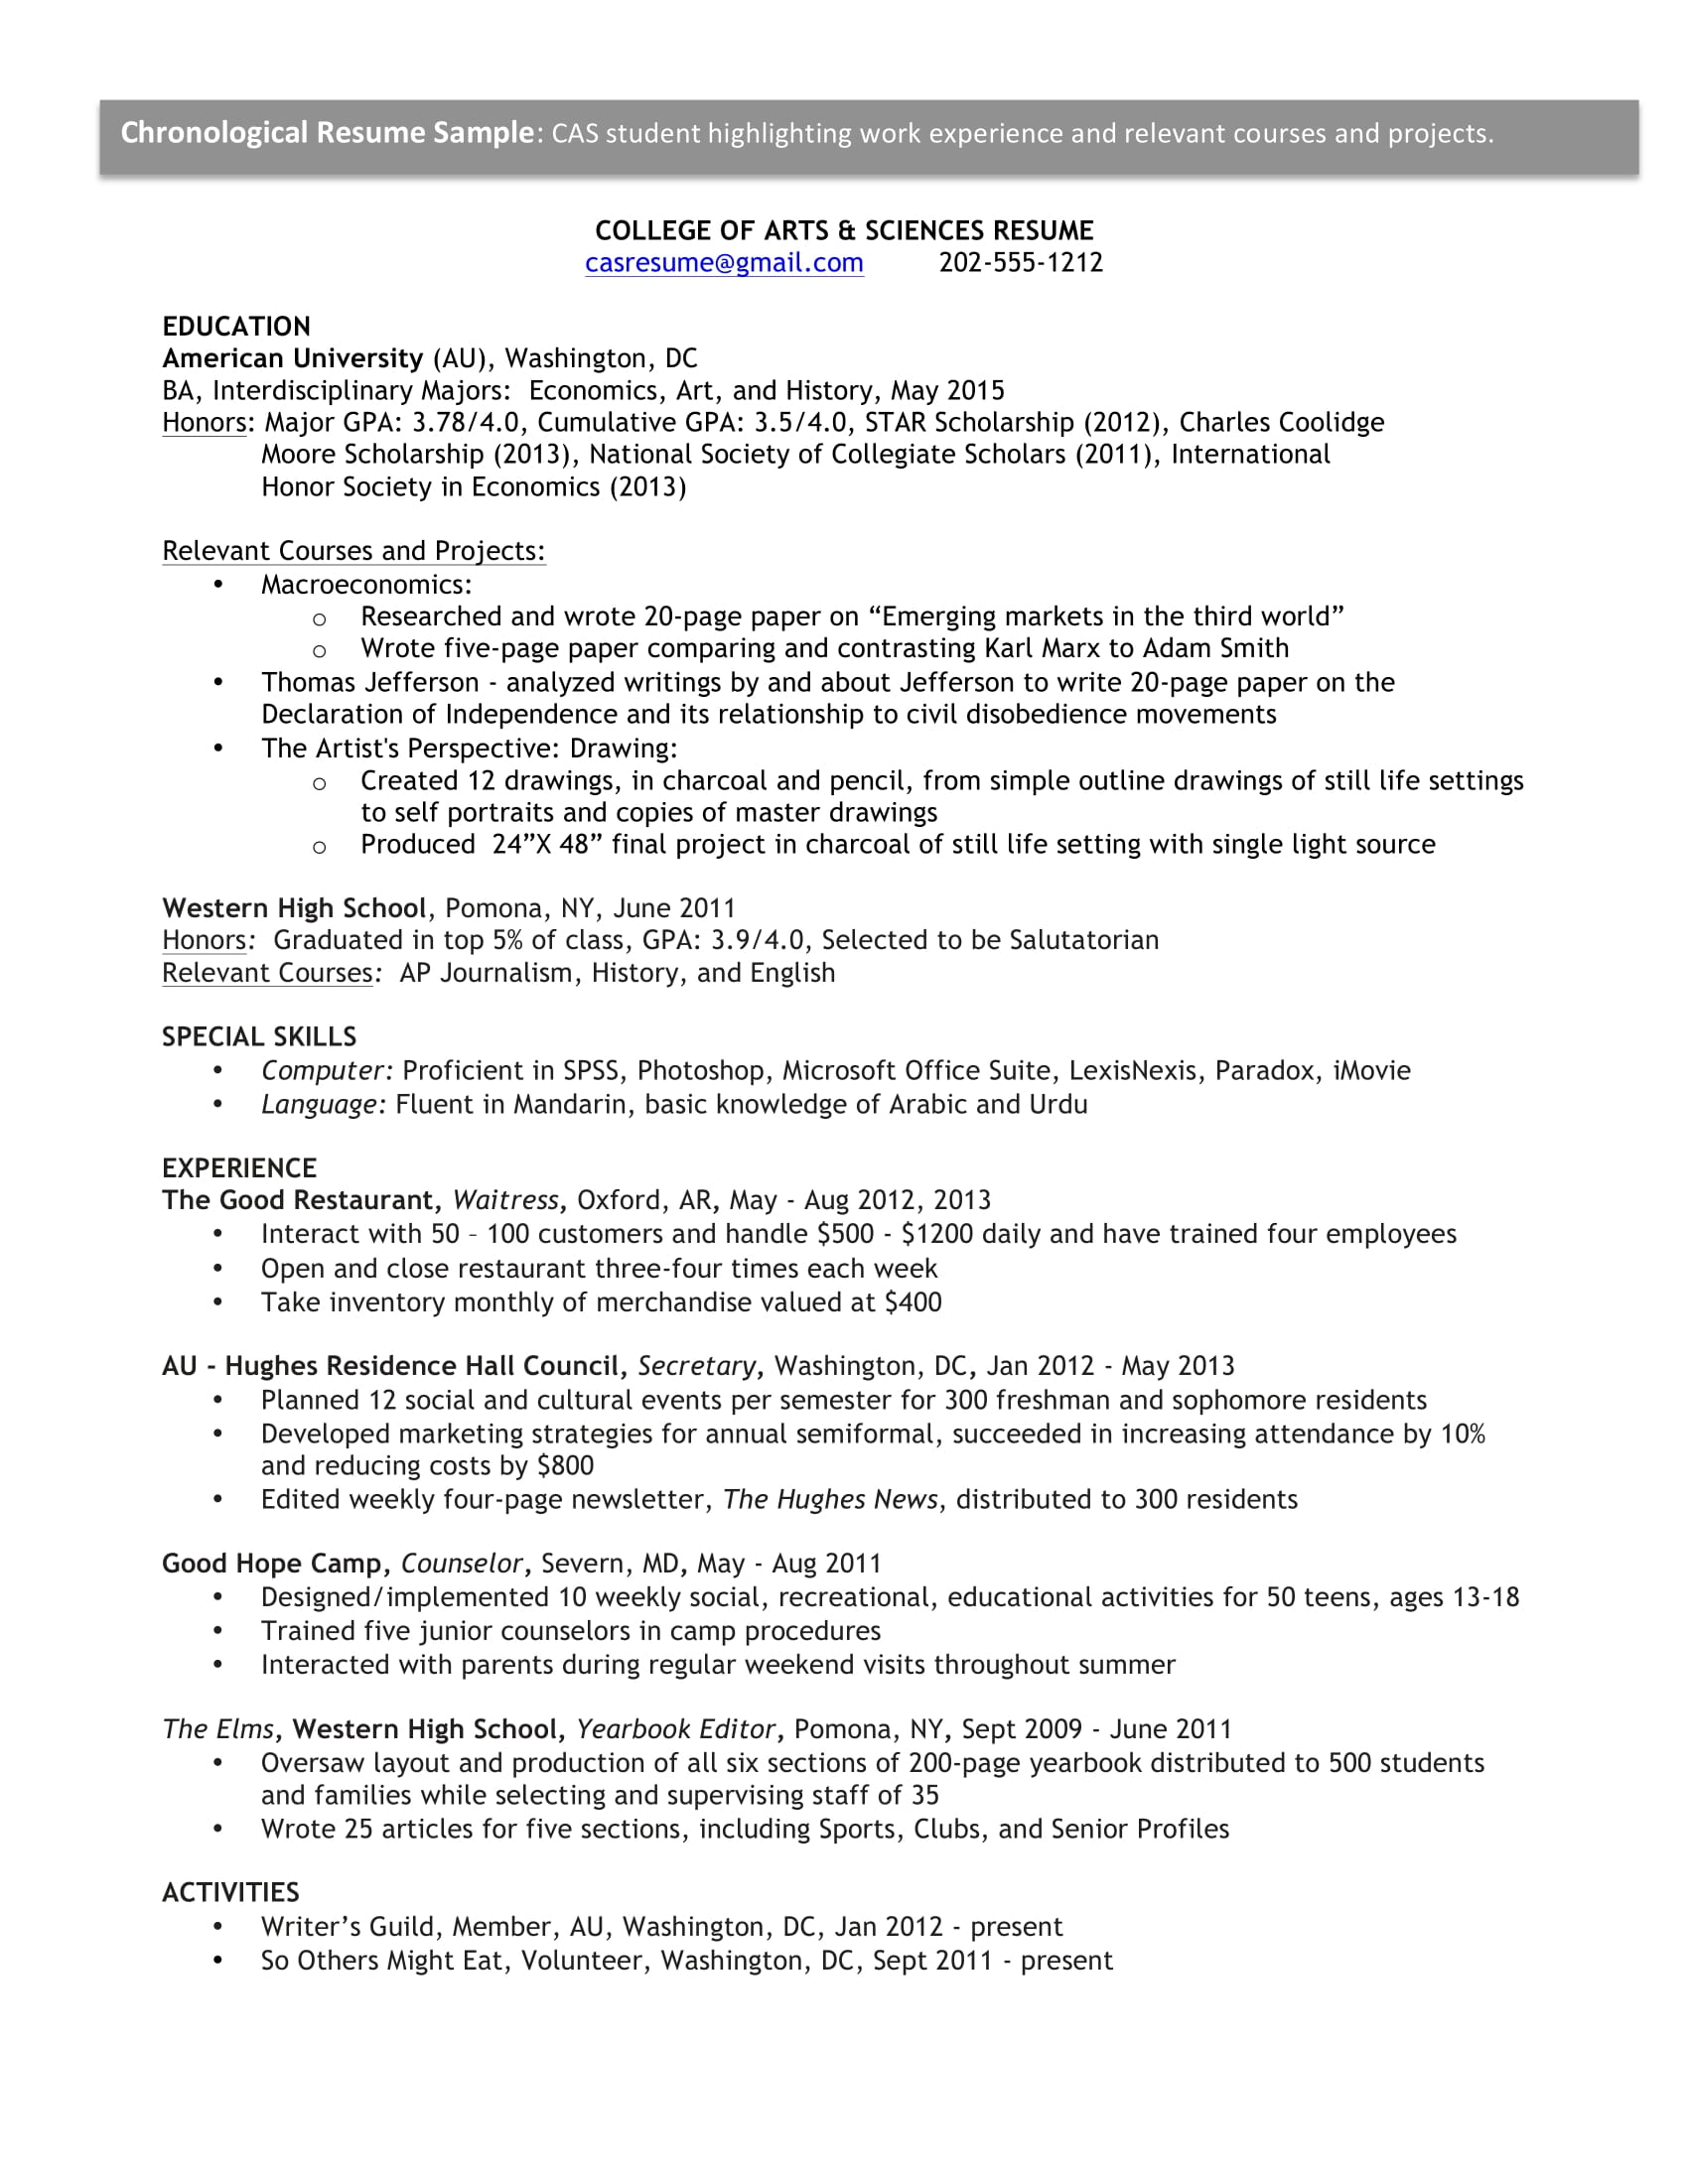 Chronological Resume Sample: CAS student highlighting work experience and relevant courses and projects.
COLLEGE OF ARTS & SCIENCES RESUME
casresume@gmail.com 202-555-1212
EDUCATION
American University (AU), Washington, DC
BA, Interdisciplinary Majors: Economics, Art, and History, May 2015
Honors: Major GPA: 3.78/4.0, Cumulative GPA: 3.5/4.0, STAR Scholarship (2012), Charles Coolidge
Moore Scholarship (2013), National Society of Collegiate Scholars (2011), International
Honor Society in Economics (2013)
Relevant Courses and Projects:
• Macroeconomics:
o Researched and wrote 20-page paper on “Emerging markets in the third world”
o Wrote five-page paper comparing and contrasting Karl Marx to Adam Smith
• Thomas Jefferson - analyzed writings by and about Jefferson to write 20-page paper on the
Declaration of Independence and its relationship to civil disobedience movements
• The Artist's Perspective: Drawing:
o Created 12 drawings, in charcoal and pencil, from simple outline drawings of still life settings
to self portraits and copies of master drawings
o Produced 24”X 48” final project in charcoal of still life setting with single light source
Western High School, Pomona, NY, June 2011
Honors: Graduated in top 5% of class, GPA: 3.9/4.0, Selected to be Salutatorian
Relevant Courses: AP Journalism, History, and English
SPECIAL SKILLS
• Computer: Proficient in SPSS, Photoshop, Microsoft Office Suite, LexisNexis, Paradox, iMovie
• Language: Fluent in Mandarin, basic knowledge of Arabic and Urdu
EXPERIENCE
The Good Restaurant, Waitress, Oxford, AR, May - Aug 2012, 2013
• Interact with 50 – 100 customers and handle $500 - $1200 daily and have trained four employees
• Open and close restaurant three-four times each week
• Take inventory monthly of merchandise valued at $400
AU - Hughes Residence Hall Council, Secretary, Washington, DC, Jan 2012 - May 2013
• Planned 12 social and cultural events per semester for 300 freshman and sophomore residents
• Developed marketing strategies for annual semiformal, succeeded in increasing attendance by 10%
and reducing costs by $800
• Edited weekly four-page newsletter, The Hughes News, distributed to 300 residents
Good Hope Camp, Counselor, Severn, MD, May - Aug 2011
• Designed/implemented 10 weekly social, recreational, educational activities for 50 teens, ages 13-18
• Trained five junior counselors in camp procedures
• Interacted with parents during regular weekend visits throughout summer
The Elms, Western High School, Yearbook Editor, Pomona, NY, Sept 2009 - June 2011
• Oversaw layout and production of all six sections of 200-page yearbook distributed to 500 students
and families while selecting and supervising staff of 35
• Wrote 25 articles for five sections, including Sports, Clubs, and Senior Profiles
ACTIVITIES
• Writer’s Guild, Member, AU, Washington, DC, Jan 2012 - present
• So Others Might Eat, Volunteer, Washington, DC, Sept 2011 - present